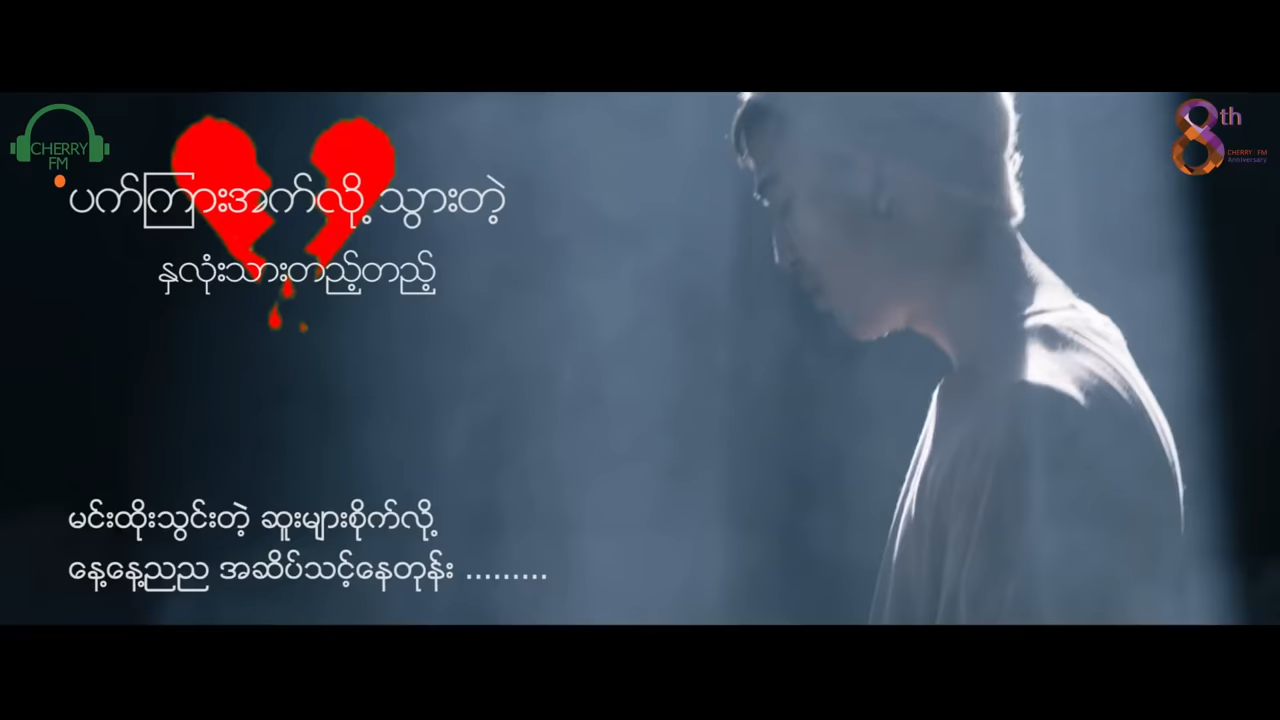 CHERRY
FM
ပက်ကြားအက်လို့ သွားတဲ့
နှလုံးသားတည့်တည့်
8th
CHERRY FM
Anniversary
မင်းထိုးသွင်းတဲ့ ဆူးများစိုက်လို့
နေ့နေ့ညည အဆိပ်သင့်နေတုန်း .........